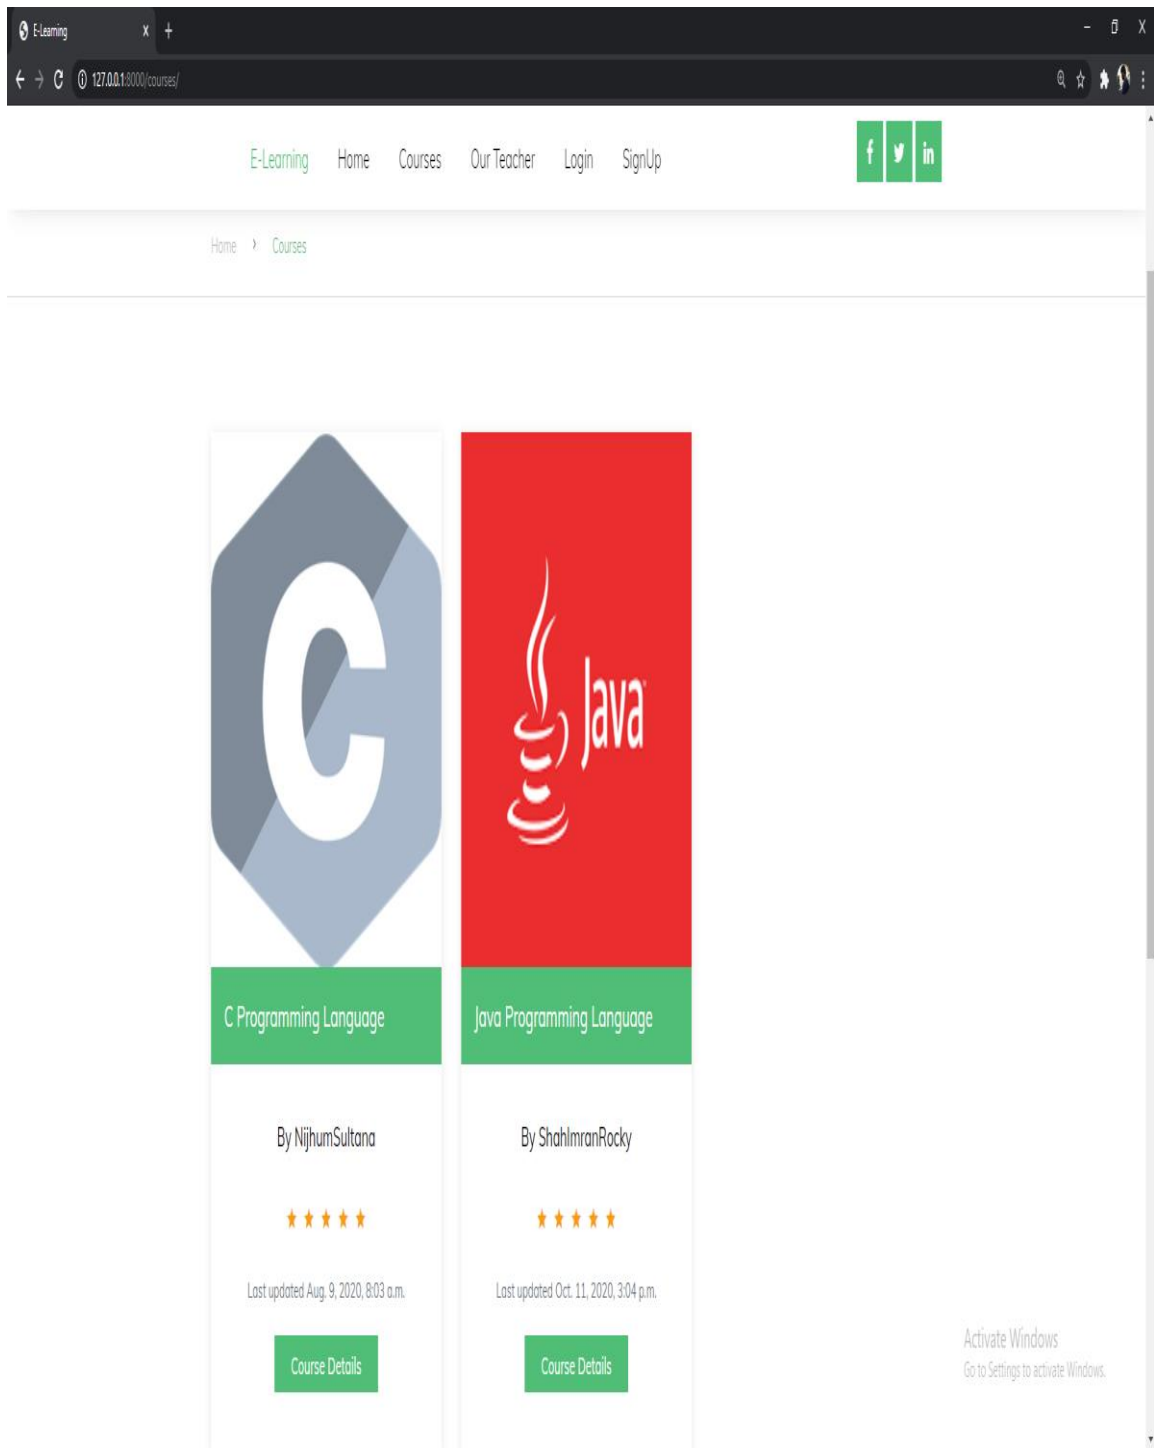 E-Learning
127.0.0.1:8000/courses/
E-Learning Home Courses Our Teacher Login SignUp
f in
Home > Courses
C
Java
C Programming Language
Java Programming Language
By NijhumSultana
By ShahImranRocky
Last updated Aug. 9, 2020, 8:03 a.m.
Last updated Oct. 11, 2020, 3:04 p.m.
Course Details
Course Details
Activate Windows
Go to Settings to activate Windows.